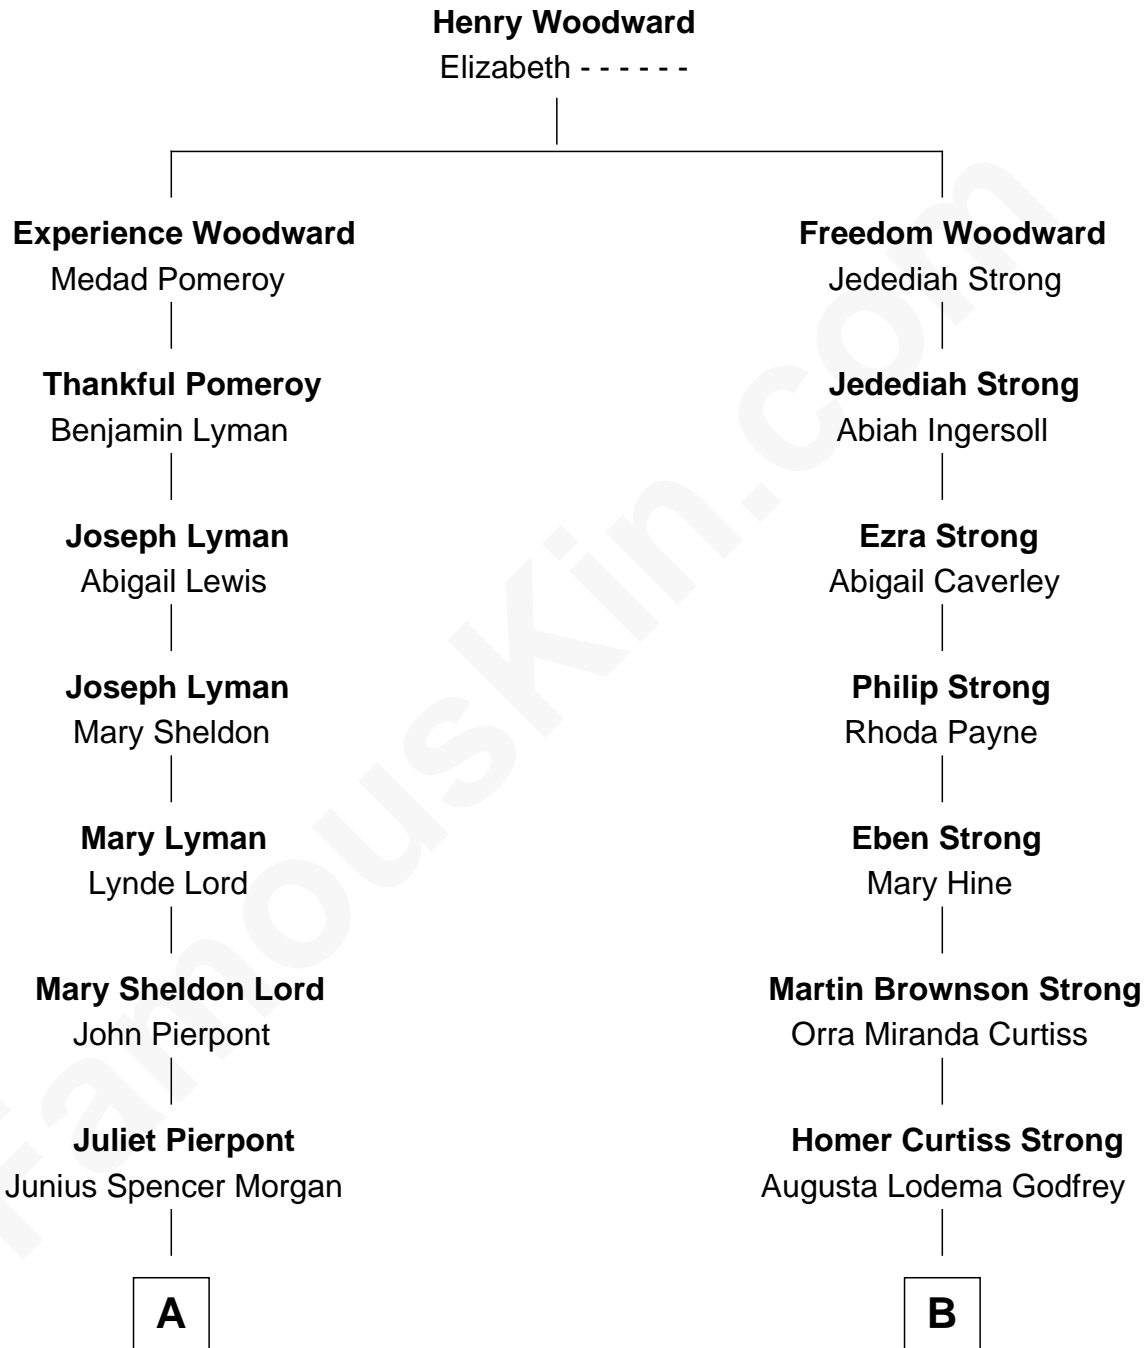 Henry Woodward
Elizabeth - - - - - -
Experience Woodward
Medad Pomeroy
Thankful Pomeroy
Benjamin Lyman
Joseph Lyman
Abigail Lewis
Joseph Lyman
Mary Sheldon
Mary Lyman
Lynde Lord
Mary Sheldon Lord
John Pierpont
Juliet Pierpont
Junius Spencer Morgan
A
Freedom Woodward
Jedediah Strong
Jedediah Strong
Abiah Ingersoll
Ezra Strong
Abigail Caverley
Philip Strong
Rhoda Payne
Eben Strong
Mary Hine
Martin Brownson Strong
Orra Miranda Curtiss
Homer Curtiss Strong
Augusta Lodema Godfrey
B
FamousKin.com